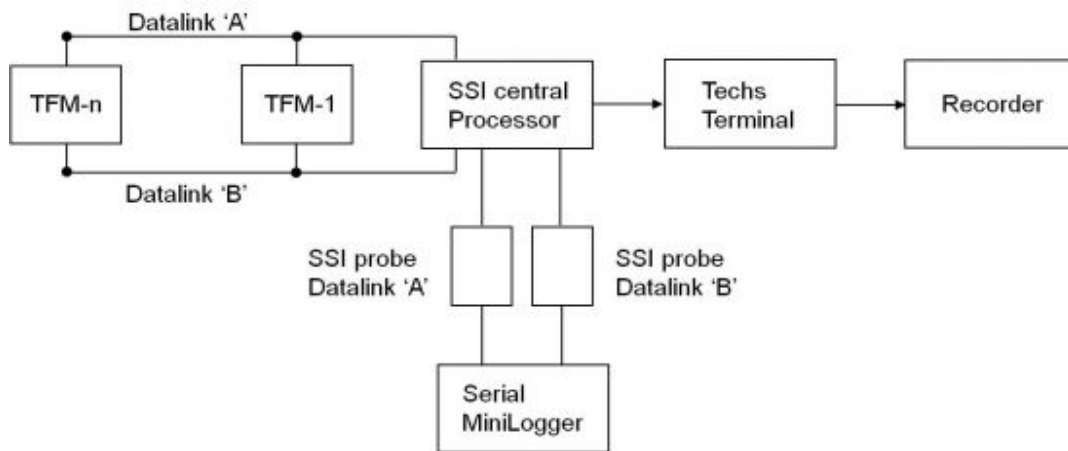 Datalink ‘A’
TFM-n
TFM-1
SSI central
Processor
Techs
Terminal
Recorder
Datalink ‘B’
SSI probe
Datalink ‘A’
SSI probe
Datalink ‘B’
Serial
MiniLogger